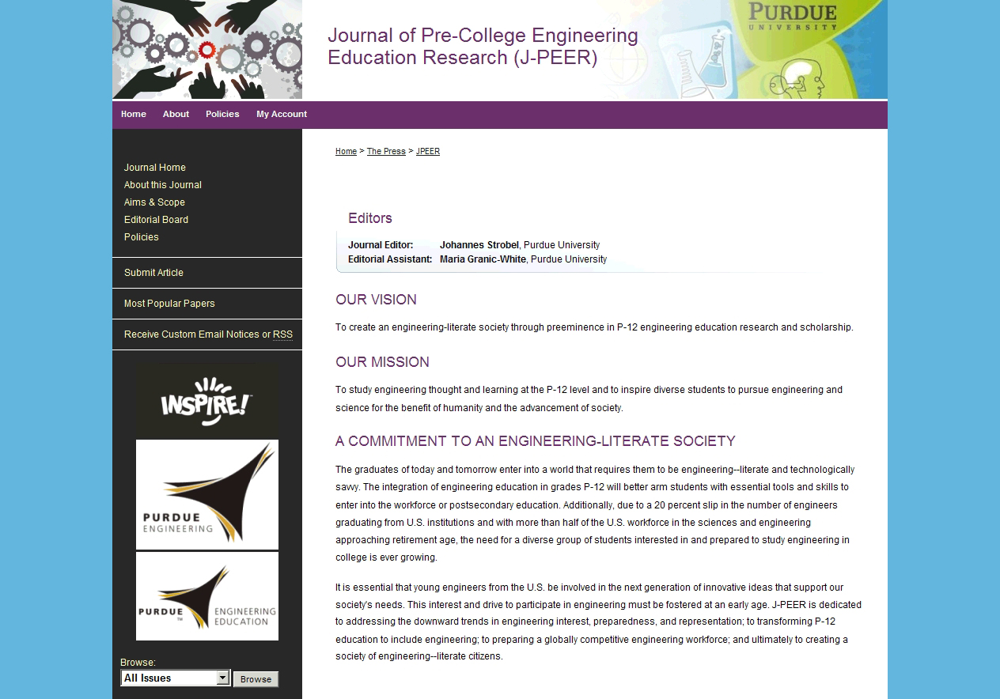 PURDUE
UNIVERSITY
Journal of Pre-College Engineering
Education Research (J-PEER)
Home About Policies My Account
Home > The Press > JPEER
Journal Home
About this Journal
Aims & Scope
Editorial Board
Policies
Submit Article
Most Popular Papers
Receive Custom Email Notices or RSS
INSPIRE!
PURDUE
ENGINEERING
PURDUE ENGINEERING
™ EDUCATION
Browse:
All Issues Browse
Editors
Journal Editor: Johannes Strobel, Purdue University
Editorial Assistant: Maria Granic-White, Purdue University
OUR VISION
To create an engineering-literate society through preeminence in P-12 engineering education research and scholarship.
OUR MISSION
To study engineering thought and learning at the P-12 level and to inspire diverse students to pursue engineering and
science for the benefit of humanity and the advancement of society.
A COMMITMENT TO AN ENGINEERING-LITERATE SOCIETY
The graduates of today and tomorrow enter into a world that requires them to be engineering--literate and technologically
savvy. The integration of engineering education in grades P-12 will better arm students with essential tools and skills to
enter into the workforce or postsecondary education. Additionally, due to a 20 percent slip in the number of engineers
graduating from U.S. institutions and with more than half of the U.S. workforce in the sciences and engineering
approaching retirement age, the need for a diverse group of students interested in and prepared to study engineering in
college is ever growing.
It is essential that young engineers from the U.S. be involved in the next generation of innovative ideas that support our
society's needs. This interest and drive to participate in engineering must be fostered at an early age. J-PEER is dedicated
to addressing the downward trends in engineering interest, preparedness, and representation; to transforming P-12
education to include engineering; to preparing a globally competitive engineering workforce; and ultimately to creating a
society of engineering--literate citizens.